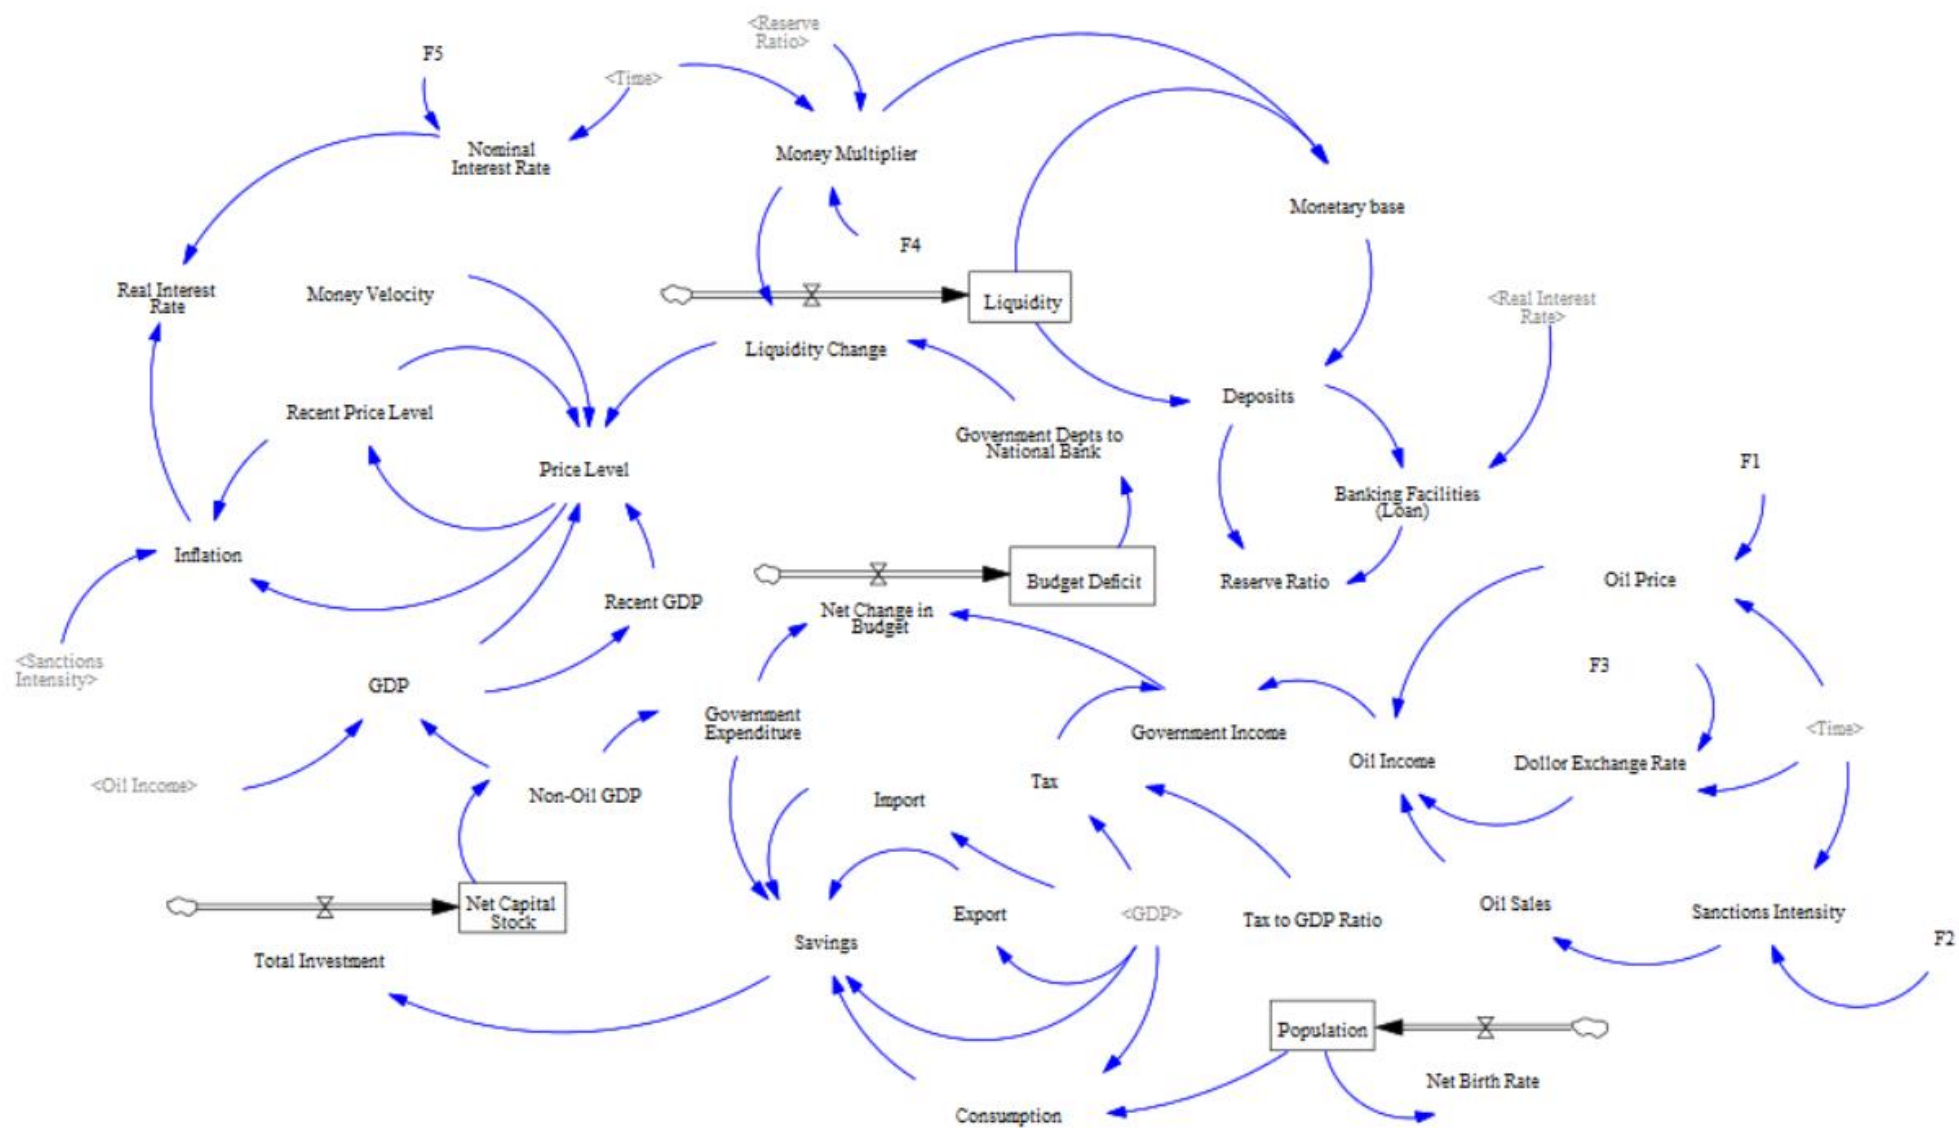 <Reserve
Ratio>
F5
<Time>
Nominal
Interest Rate
Money Multiplier
Monetary base
F4
Real Interest
Rate
Money Velocity
Liquidity
<Real Interest
Rate>
Liquidity Change
Recent Price Level
Deposits
Government Depts to
National Bank
Price Level
F1
Banking Facilities
(Loan)
Inflation
Budget Deficit
Reserve Ratio
Oil Price
Recent GDP
Net Change in
Budget
<Sanctions
Intensity>
GDP
F3
Government
Expenditure
Government Income
<Time>
Oil Income
Dollor Exchange Rate
<Oil Income>
Non-Oil GDP
Import
Tax
Net Capital
Stock
Export
<GDP>
Tax to GDP Ratio
Oil Sales
Sanctions Intensity
F2
Savings
Total Investment
Population
Net Birth Rate
Consumption